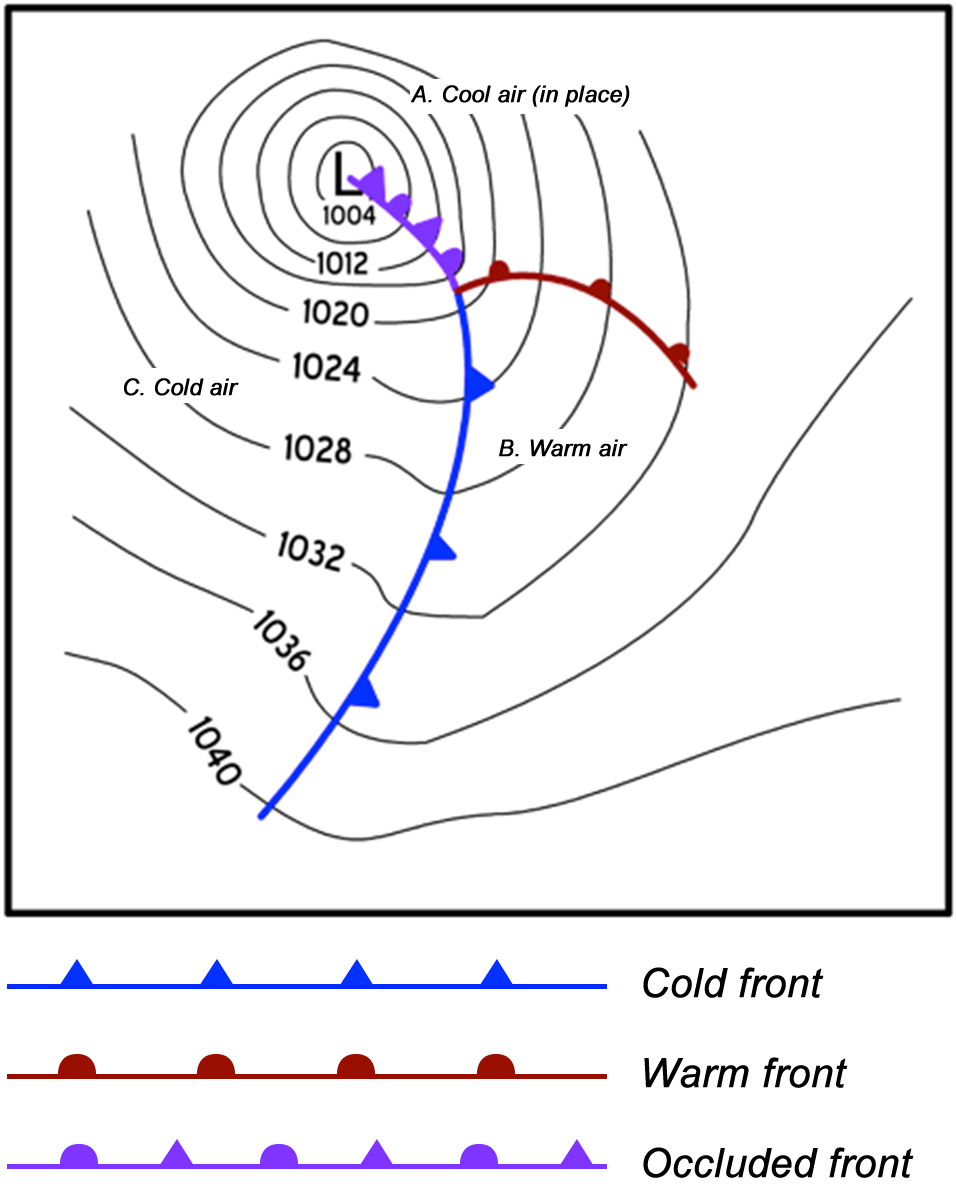 A. Cool air (in place)
L
1004
1012
1020
1024
C. Cold air
1028
B. Warm air
1032
1036
1040
Cold front
Warm front
Occluded front